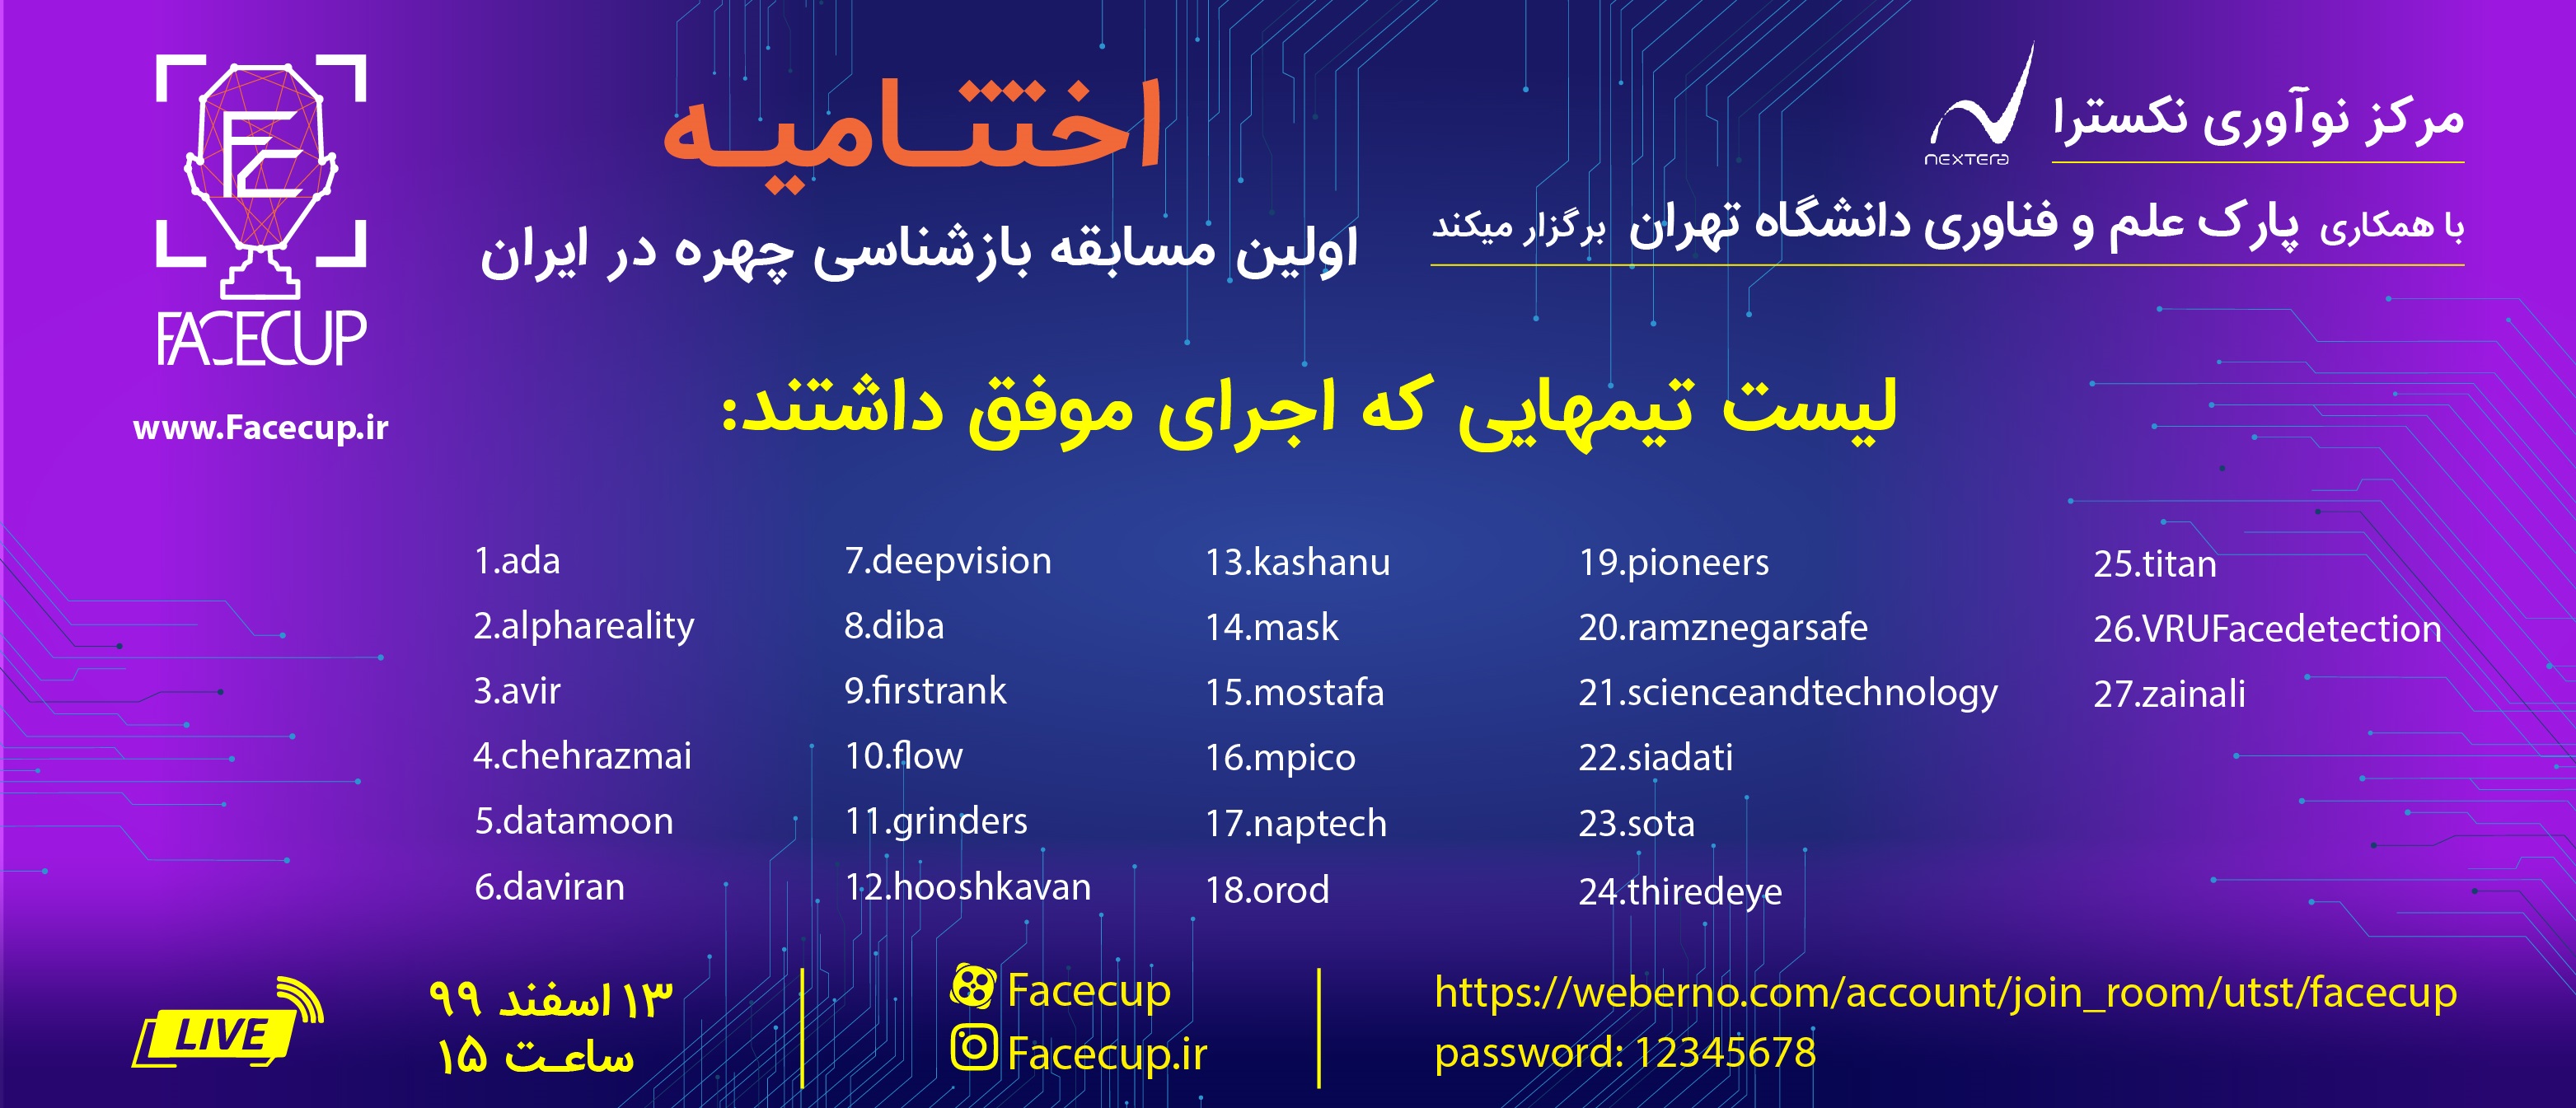 مرکز نوآوری نکسترا
nexTera
با همکاری پارک علم و فناوری دانشگاه تهران برگزار میکند
اختتامیه
اولین مسابقه بازشناسی چهره در ایران
FC
FACECUP
www.Facecup.ir
لیست تیمهایی که اجرای موفق داشتند:
1.ada
2.alphareality
3.avir
4.chehrazmai
5.datamoon
6.daviran
7.deepvision
8.diba
9.firstrank
10.flow
11.grinders
12.hooshkavan
13.kashanu
14.mask
15.mostafa
16.mpico
17.naptech
18.orod
19.pioneers
20.ramznegarsafe
21.scienceandtechnology
22.siadati
23.sota
24.thiredeye
25.titan
26.VRUFacedetection
27.zainali
LIVE
۱۳ اسفند ۹۹
ساعت ۱۵
Facecup
Facecup.ir
https://weberno.com/account/join_room/utst/facecup
password: 12345678